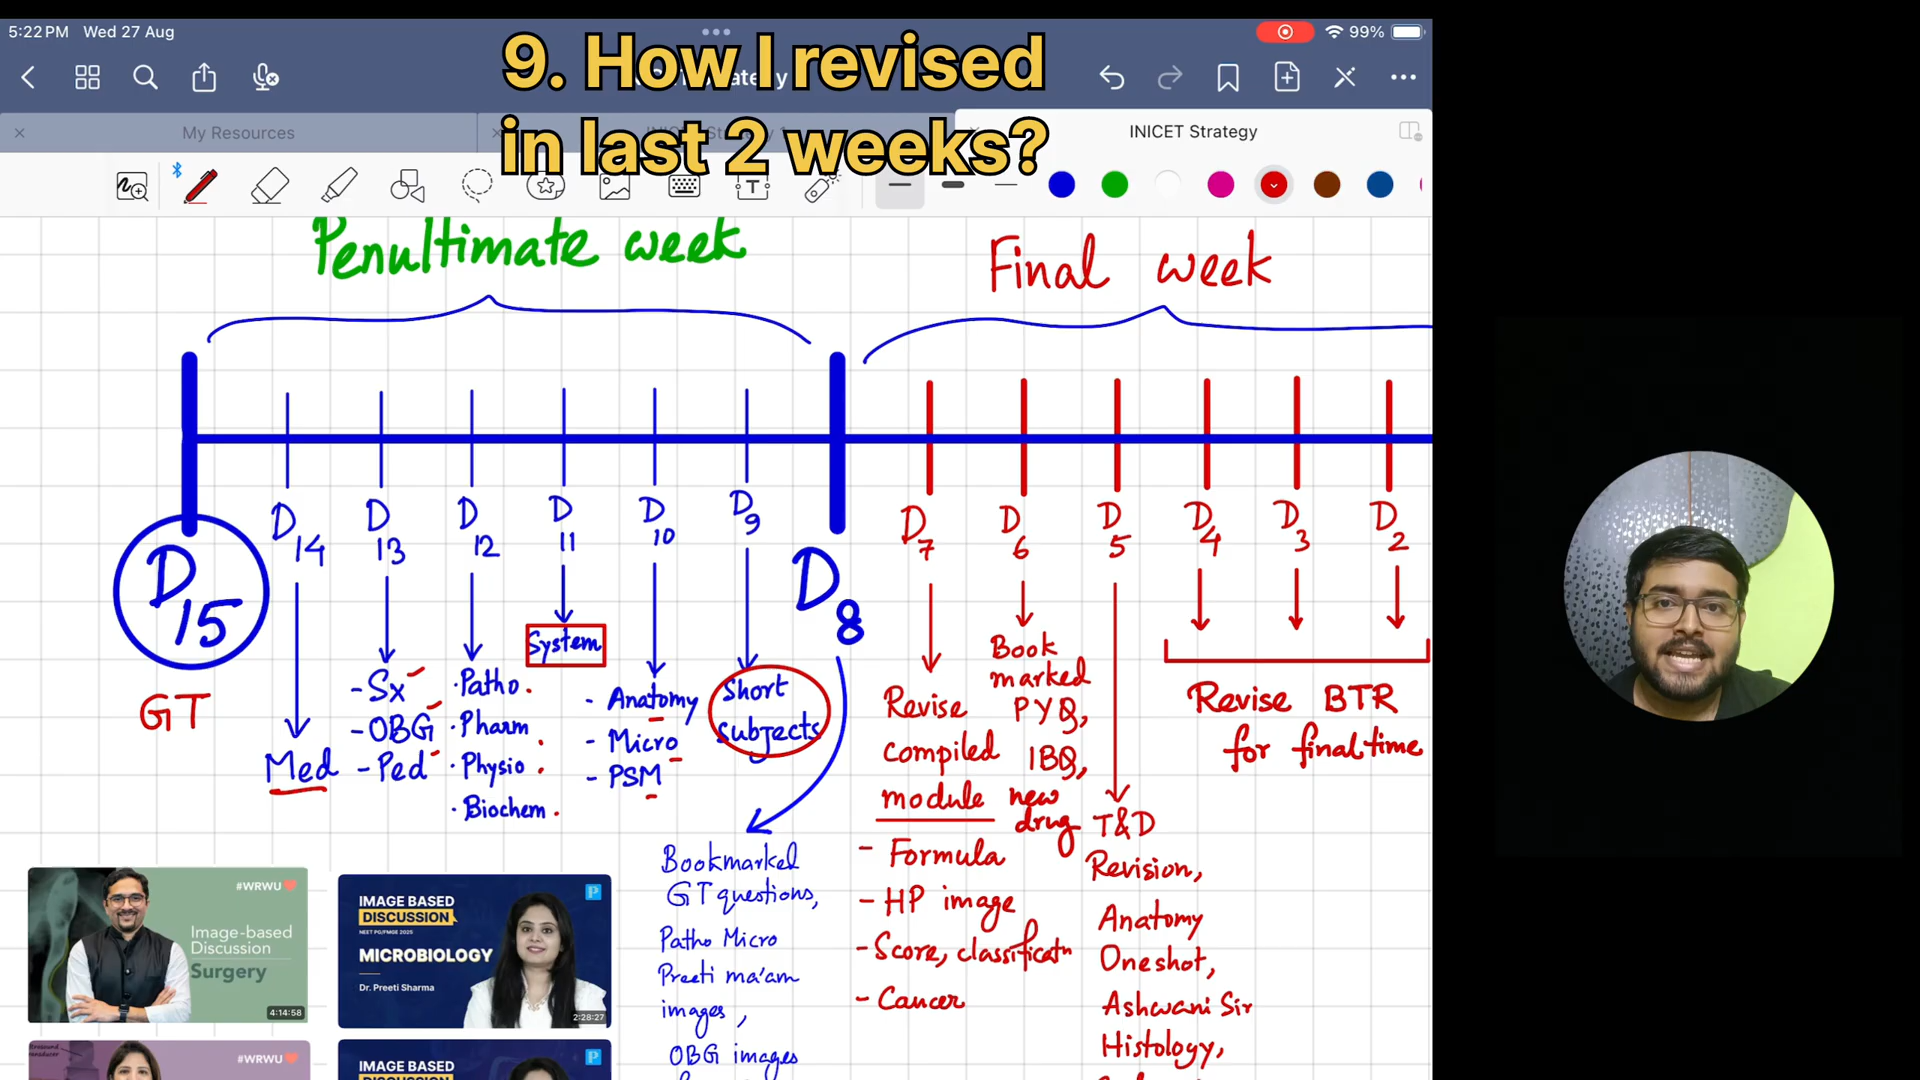 5:22 PM Wed 27 Aug
99%
9. How I revised
in last 2 weeks?
My Resources
INICET Strategy
Penultimate week
Final week
D15
D14
D13
D12
D11
D10
D9
D8
D7
D6
D5
D4
D3
D2
GT
Med
- Sx
- OBG
- Ped
· Patho
· Pharm
· Physio
· Biochem
System
- Anatomy
- Micro
- PSM
Short
subjects
Bookmarked
GT questions,
Patho Micro
Preeti ma'am
images,
OBG images
Revise
compiled
module
- Formula
- HP image
- Score, classificatn
- Cancer
Book
marked
PYQ,
IBQ,
new
drug
T&D
Revision,
Anatomy
Oneshot,
Ashwani Sir
Histology,
Revise BTR
for final time
#WRWU
Image-based
Discussion
Surgery
4:14:58
IMAGE BASED
DISCUSSION
NEET PG/FMGE 2025
MICROBIOLOGY
Dr. Preeti Sharma
2:28:27
P
#WRWU
IMAGE BASED
P